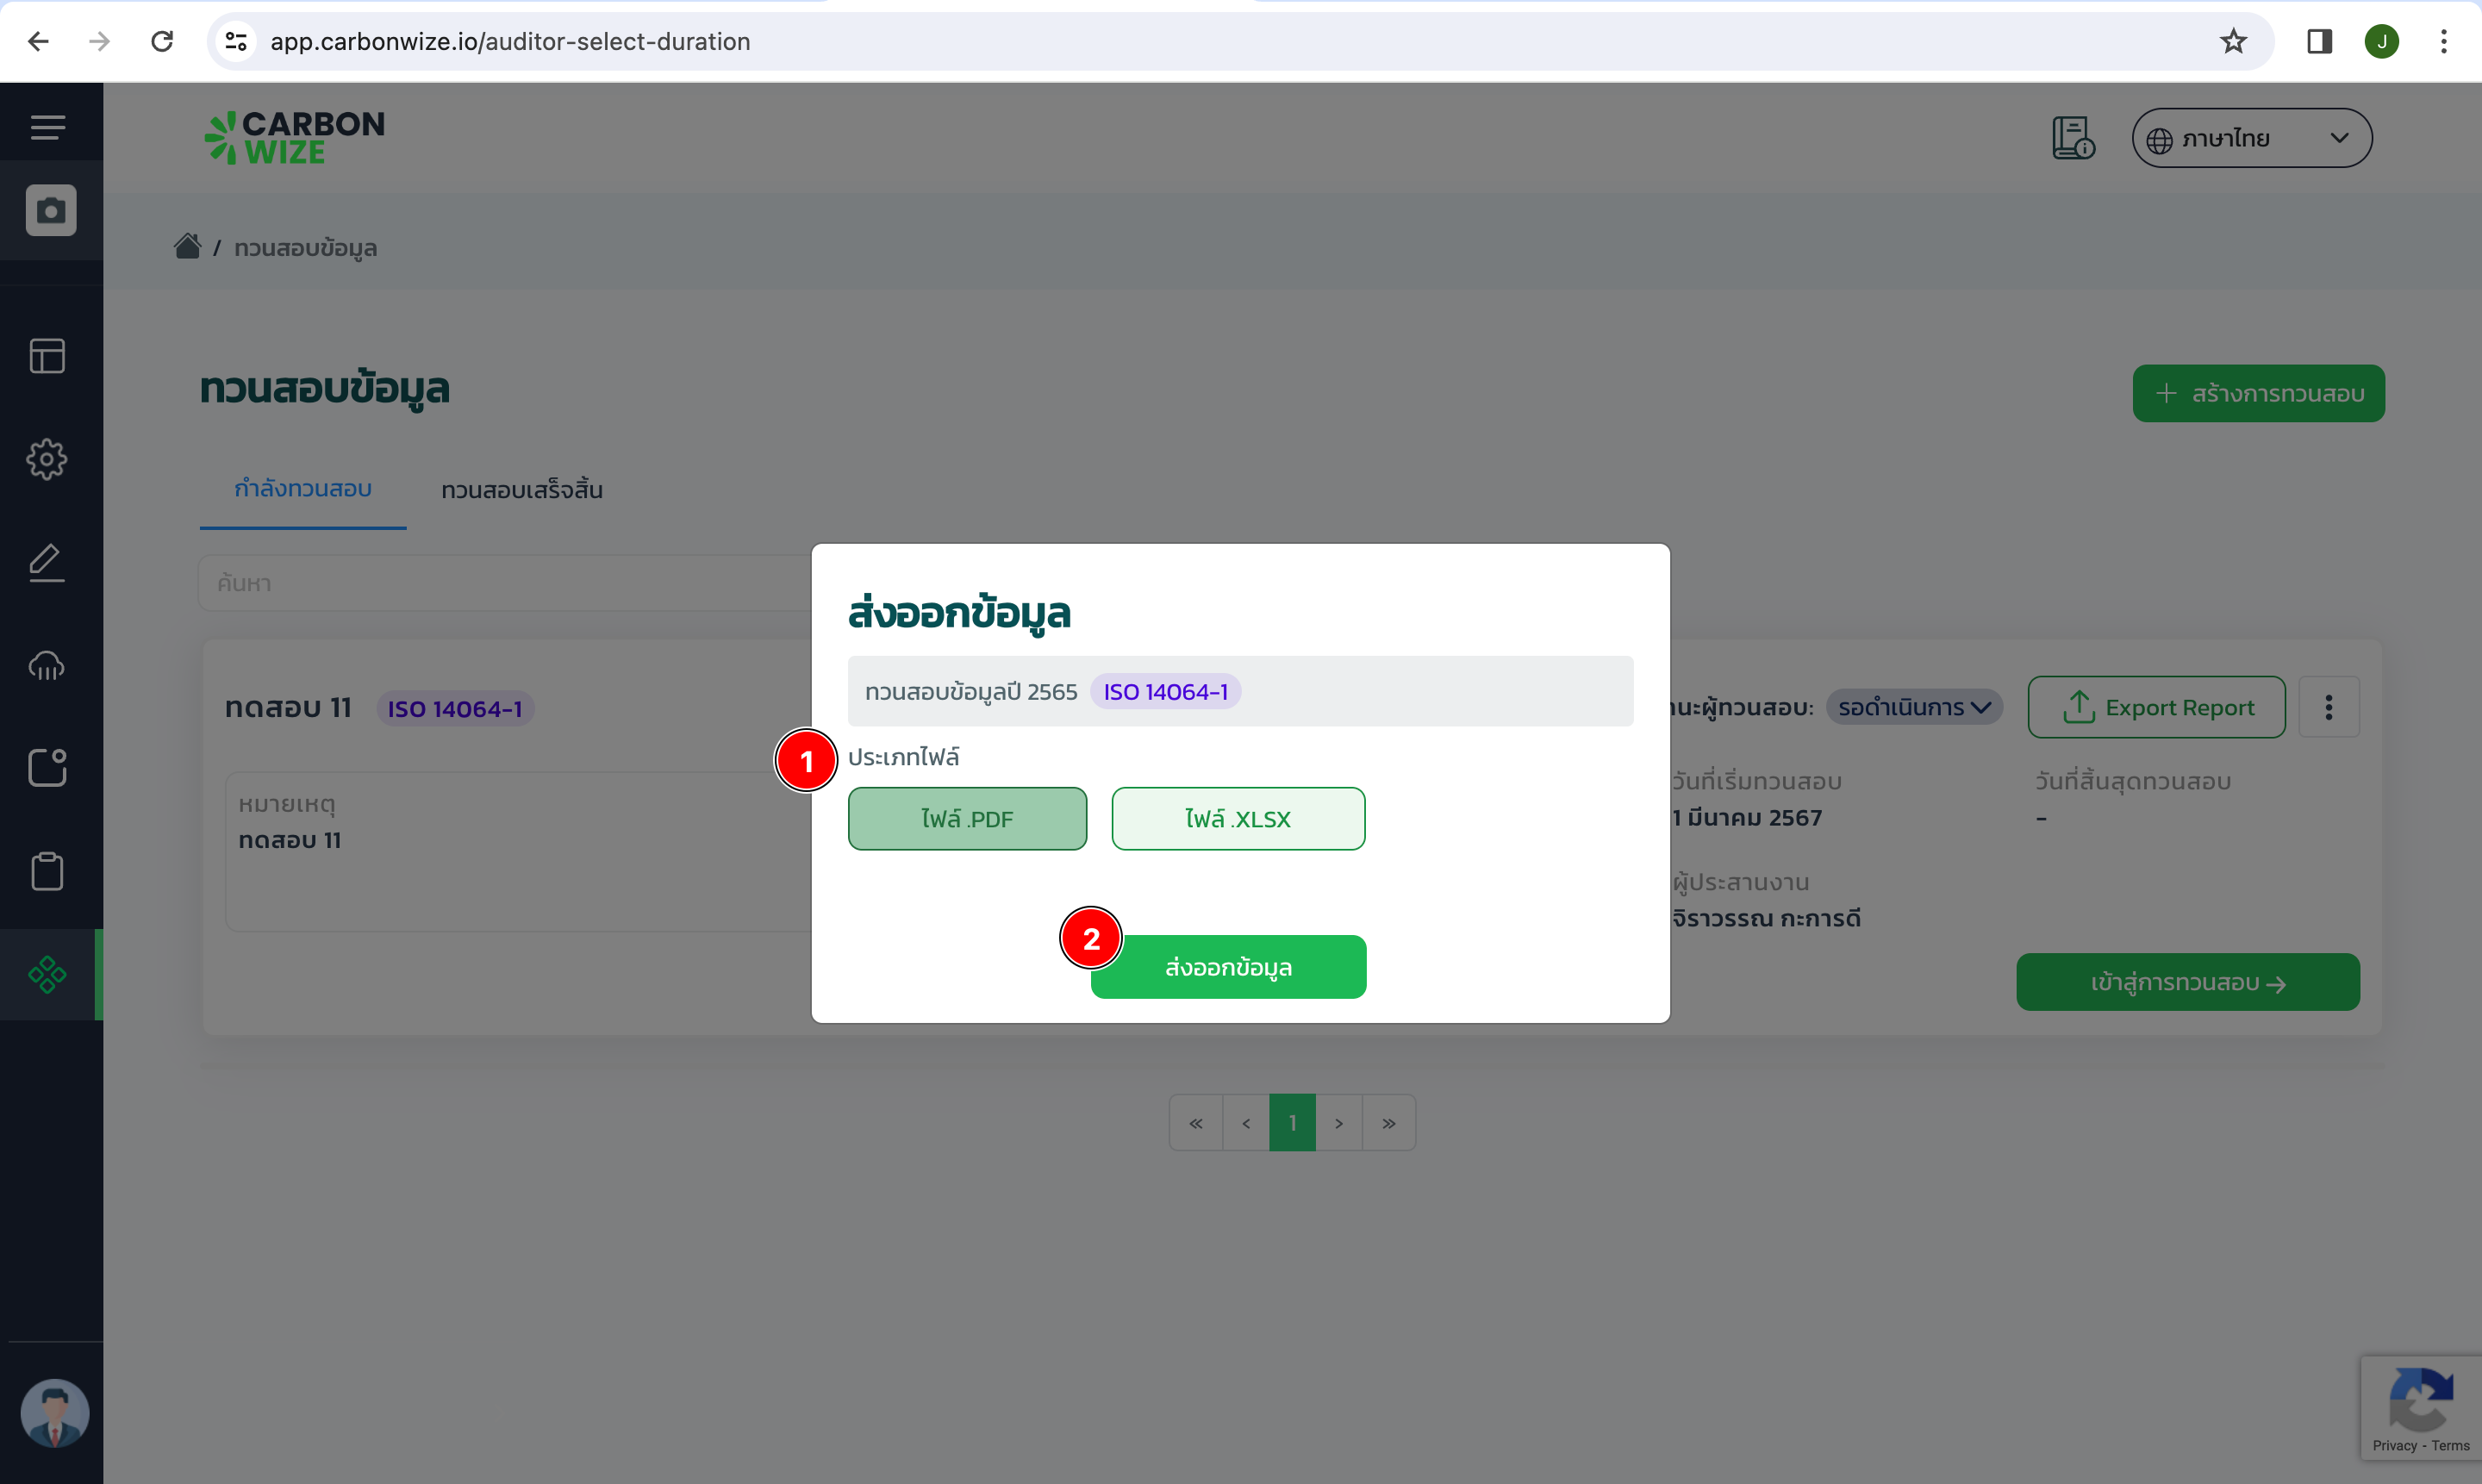 app.carbonwize.io/auditor-select-duration
J
CARBON
WIZE
ภาษาไทย
/ ทวนสอบข้อมูล
ทวนสอบข้อมูล
+ สร้างการทวนสอบ
กำลังทวนสอบ
ทวนสอบเสร็จสิ้น
ค้นหา
ส่งออกข้อมูล
ทวนสอบข้อมูลปี 2565 ISO 14064-1
1
ประเภทไฟล์
ไฟล์ .PDF
ไฟล์ .XLSX
2
ส่งออกข้อมูล
ทดสอบ 11
ISO 14064-1
นะผู้ทวนสอบ:
รอดำเนินการ
Export Report
หมายเหตุ
ทดสอบ 11
วันที่เริ่มทวนสอบ
1 มีนาคม 2567
วันที่สิ้นสุดทวนสอบ
-
ผู้ประสานงาน
จิราวรรณ กะการดี
เข้าสู่การทวนสอบ →
« ‹ 1 › »
Privacy - Terms